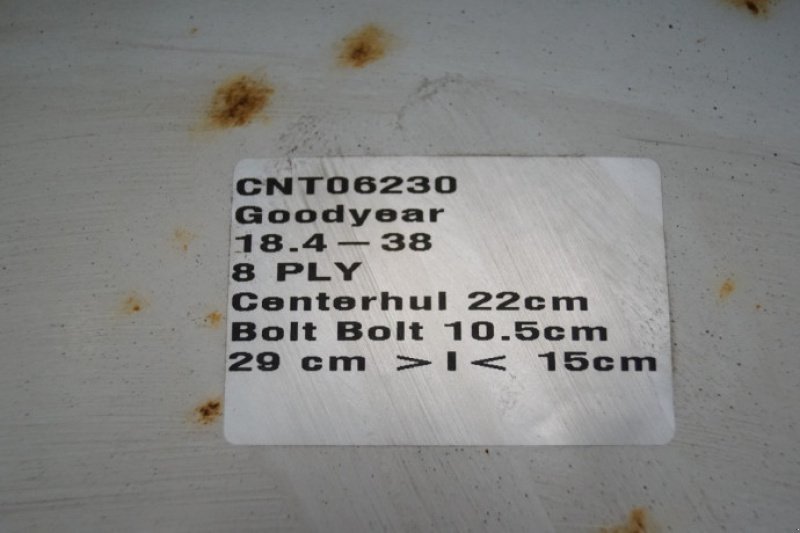 CNT06230
Goodyear
18.4-38
8 PLY
Centerhul 22cm
Bolt Bolt 10.5cm
29 cm >I< 15cm